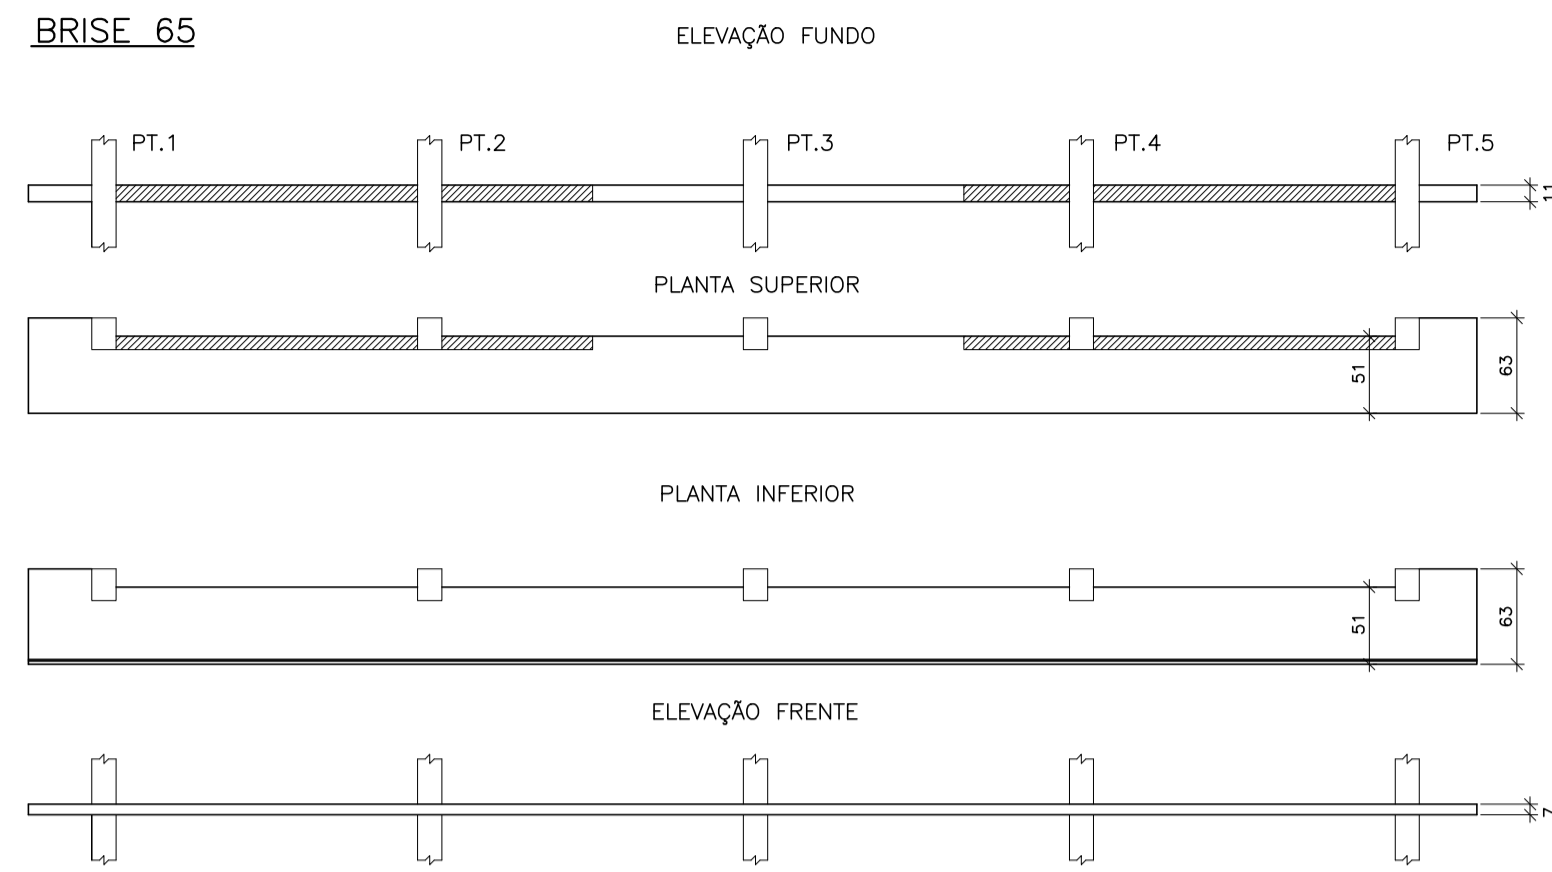 BRISE 65
ELEVAÇÃO FUNDO
PT.1
PT.2
PT.3
PT.4
PT.5
11
PLANTA SUPERIOR
51
63
PLANTA INFERIOR
51
63
ELEVAÇÃO FRENTE
7